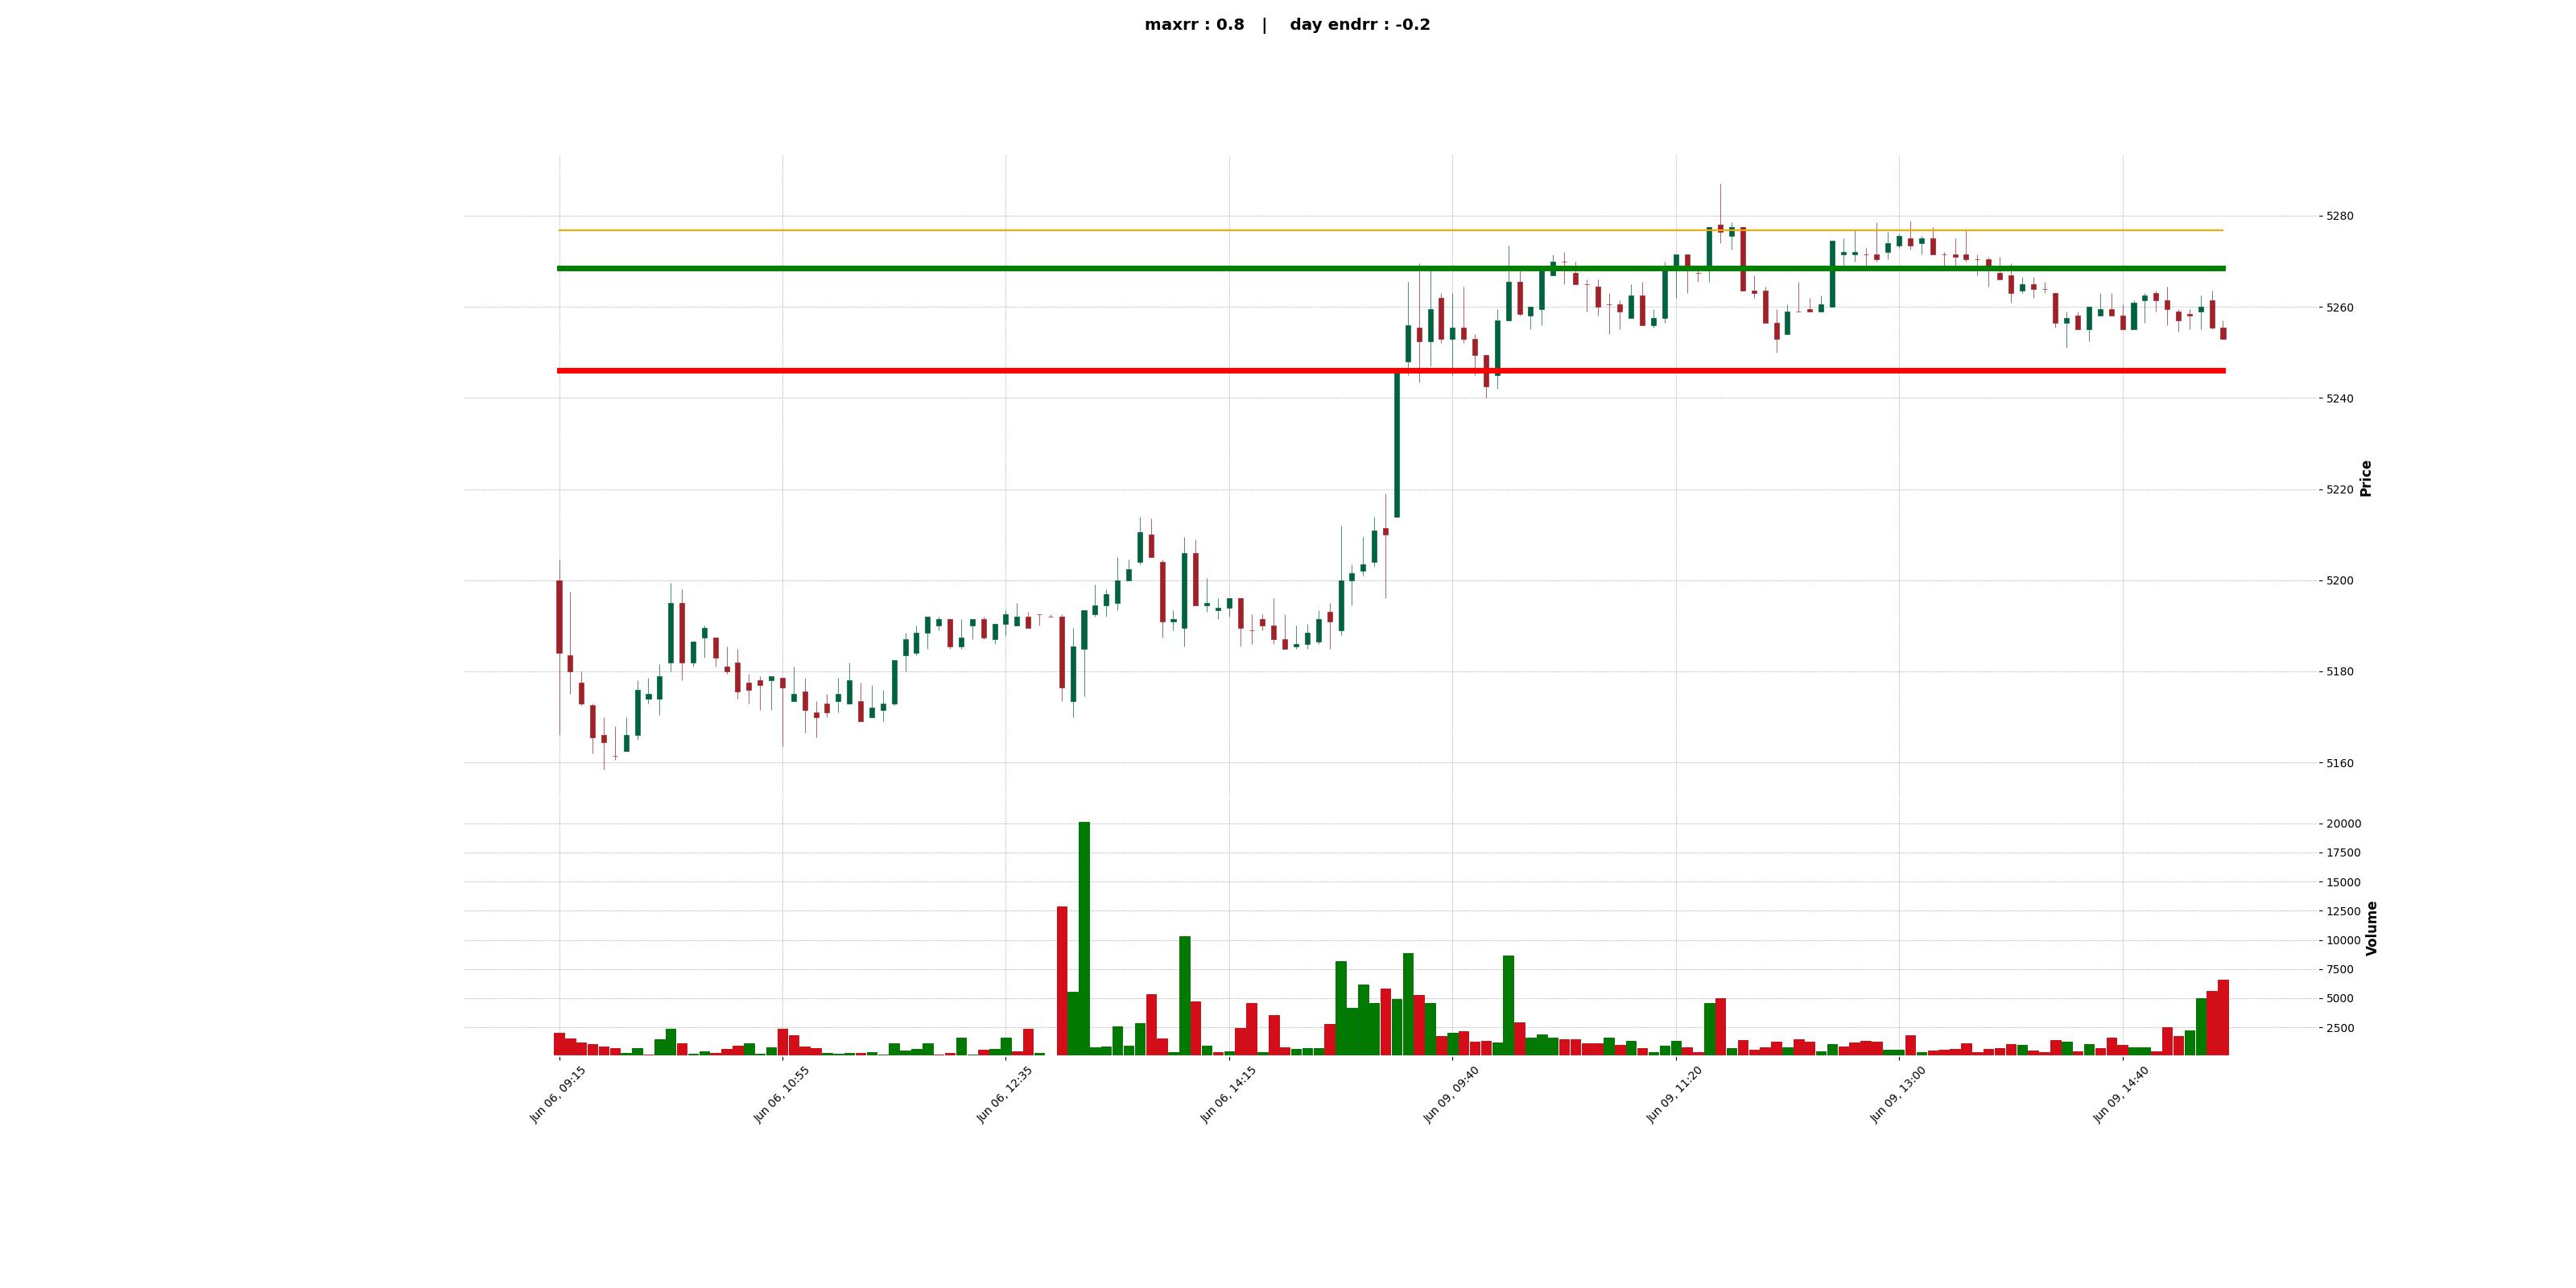 maxrr : 0.8   |    day endrr : -0.2
5280
5260
5240
5220
5200
5180
5160
Price
20000
17500
15000
12500
10000
7500
5000
2500
Volume
Jun 06, 09:15
Jun 06, 10:55
Jun 06, 12:35
Jun 06, 14:15
Jun 09, 09:40
Jun 09, 11:20
Jun 09, 13:00
Jun 09, 14:40